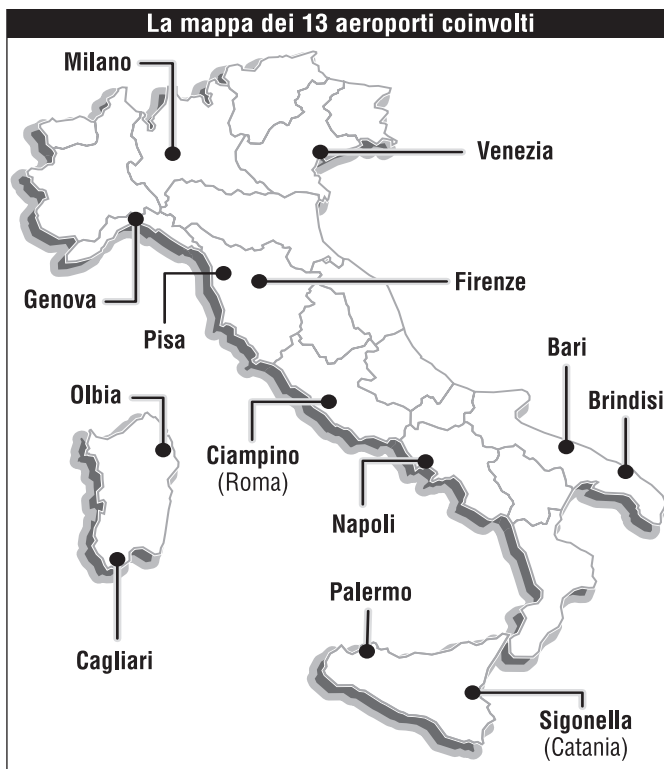 La mappa dei 13 aeroporti coinvolti
Milano
Venezia
Genova
Firenze
Pisa
Bari
Olbia
Brindisi
Ciampino
(Roma)
Napoli
Palermo
Cagliari
Sigonella
(Catania)